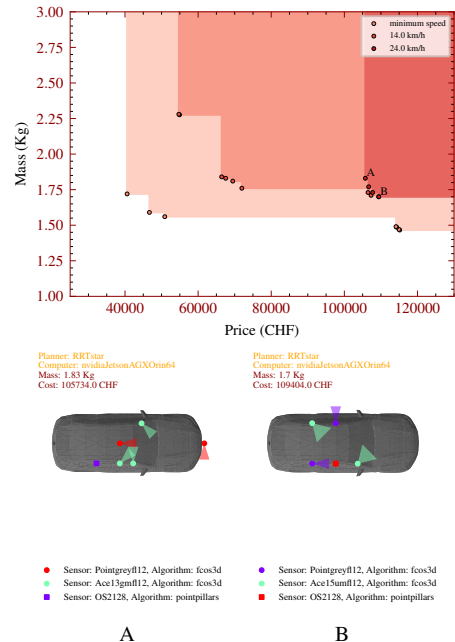 3.00
2.75
2.50
2.25
2.00
1.75
1.50
1.25
1.00
Mass (Kg)
minimum speed
14.0 km/h
24.0 km/h
A
B
40000 60000 80000 100000 120000
Price (CHF)
Planner: RRTstar
Computer: nvidiaJetsonAGXOrin64
Mass: 1.83 Kg
Cost: 105734.0 CHF
Sensor: Pointgreyfl12, Algorithm: fcos3d
Sensor: Ace13gmfl12, Algorithm: fcos3d
Sensor: OS2128, Algorithm: pointpillars
A
Planner: RRTstar
Computer: nvidiaJetsonAGXOrin64
Mass: 1.7 Kg
Cost: 109404.0 CHF
Sensor: Pointgreyfl12, Algorithm: fcos3d
Sensor: Ace15umfl12, Algorithm: fcos3d
Sensor: OS2128, Algorithm: pointpillars
B